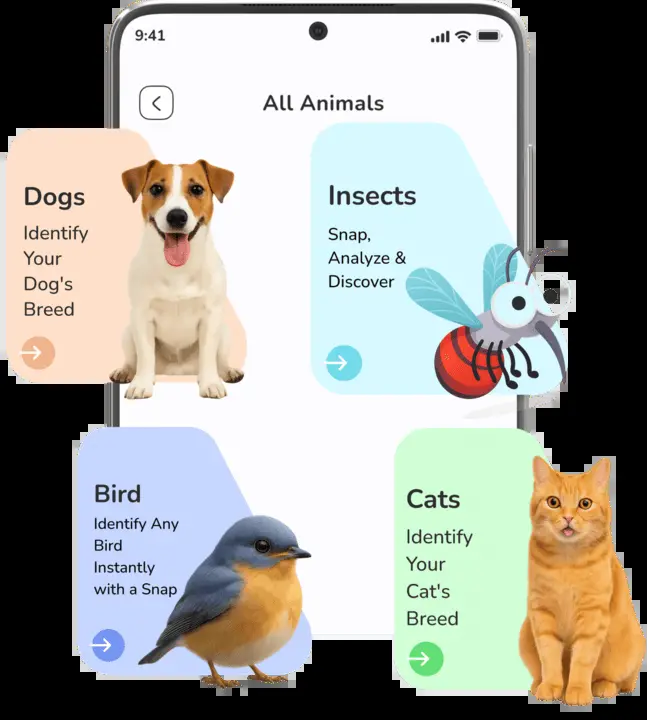 9:41
All Animals
Dogs
Identify
Your
Dog's
Breed
Insects
Snap,
Analyze &
Discover
Bird
Identify Any
Bird
Instantly
with a Snap
Cats
Identify
Your
Cat's
Breed